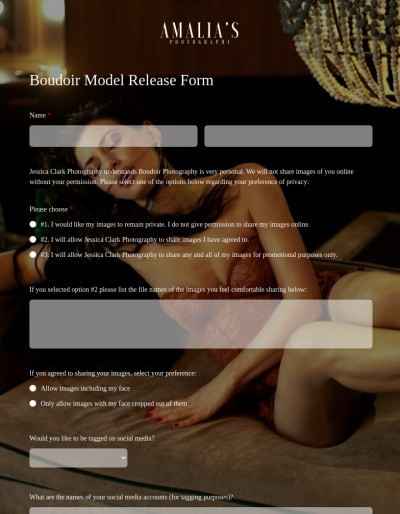 AMALIA'S
PHOTOGRAPHY
Boudoir Model Release Form
Name *
Jessica Clark Photography understands Boudoir Photography is very personal. We will not share images of you online
without your permission. Please select one of the options below regarding your preference of privacy:
Please choose
#1. I would like my images to remain private. I do not give permission to share my images online.
#2. I will allow Jessica Clark Photography to share images I have agreed to.
#3. I will allow Jessica Clark Photography to share any and all of my images for promotional purposes only.
If you selected option #2 please list the file names of the images you feel comfortable sharing below:
If you agreed to sharing your images, select your preference:
Allow images including my face
Only allow images with my face cropped out of them
Would you like to be tagged on social media?
What are the names of your social media accounts (for tagging purposes)?